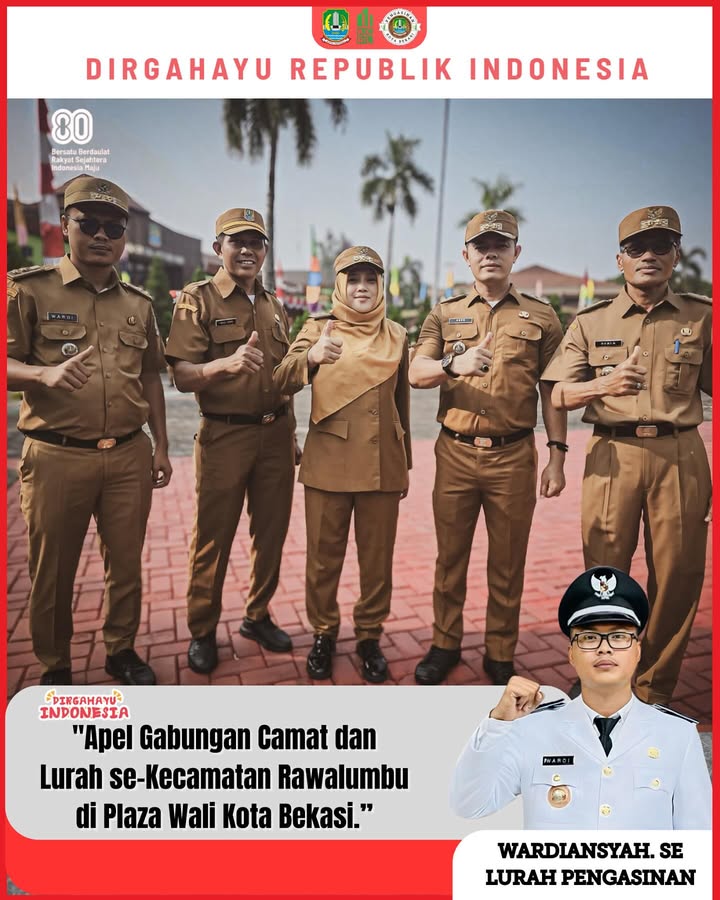 DIRGAHAYU REPUBLIK INDONESIA
80
Bersatu Berdaulat
Rakyat Sejahtera
Indonesia Maju
WARDI
DIRGAHAYU
INDONESIA
"Apel Gabungan Camat dan
Lurah se-Kecamatan Rawalumbu
di Plaza Wali Kota Bekasi.”
WARDI
WARDIANSYAH. SE
LURAH PENGASINAN